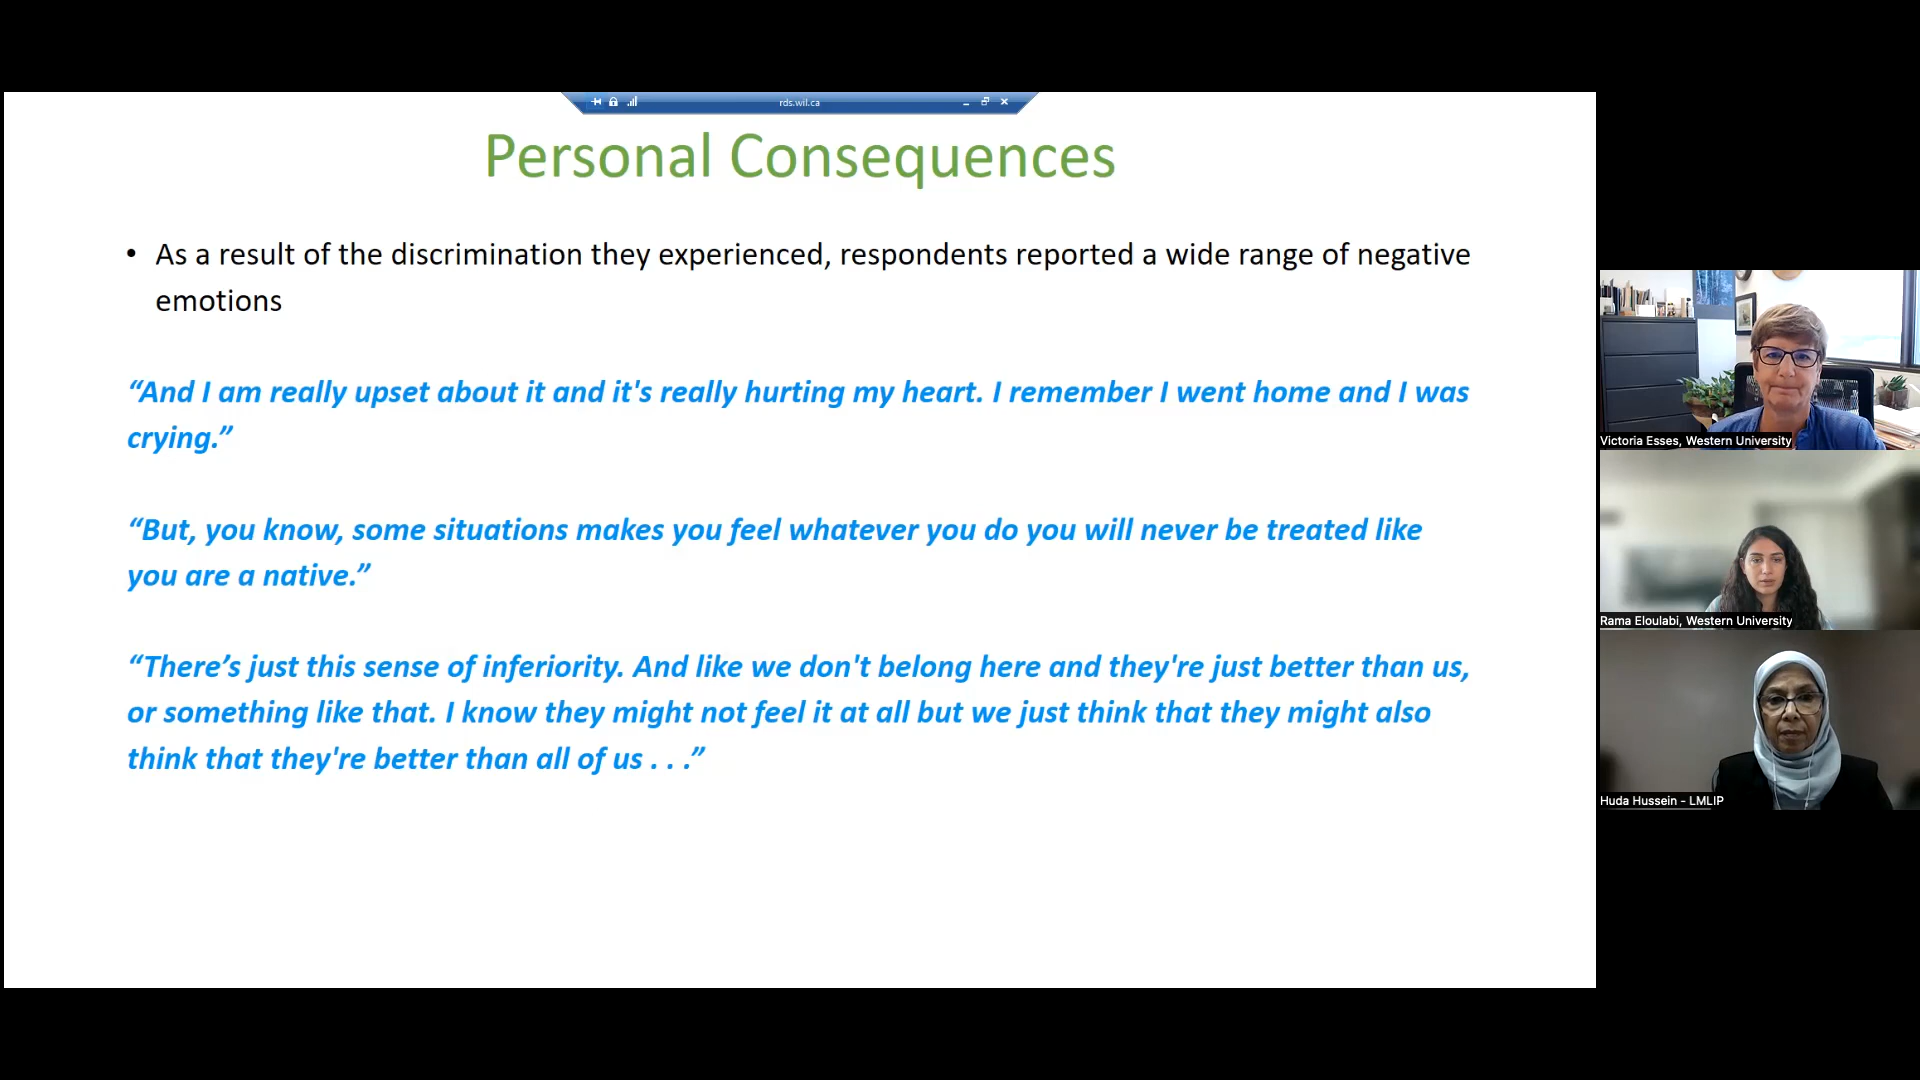 rds.wil.ca
Personal Consequences
• As a result of the discrimination they experienced, respondents reported a wide range of negative
emotions
“And I am really upset about it and it's really hurting my heart. I remember I went home and I was
crying.”
“But, you know, some situations makes you feel whatever you do you will never be treated like
you are a native.”
“There’s just this sense of inferiority. And like we don't belong here and they're just better than us,
or something like that. I know they might not feel it at all but we just think that they might also
think that they're better than all of us . . .”
Victoria Esses, Western University
Rama Eloulabi, Western University
Huda Hussein - LMLIP